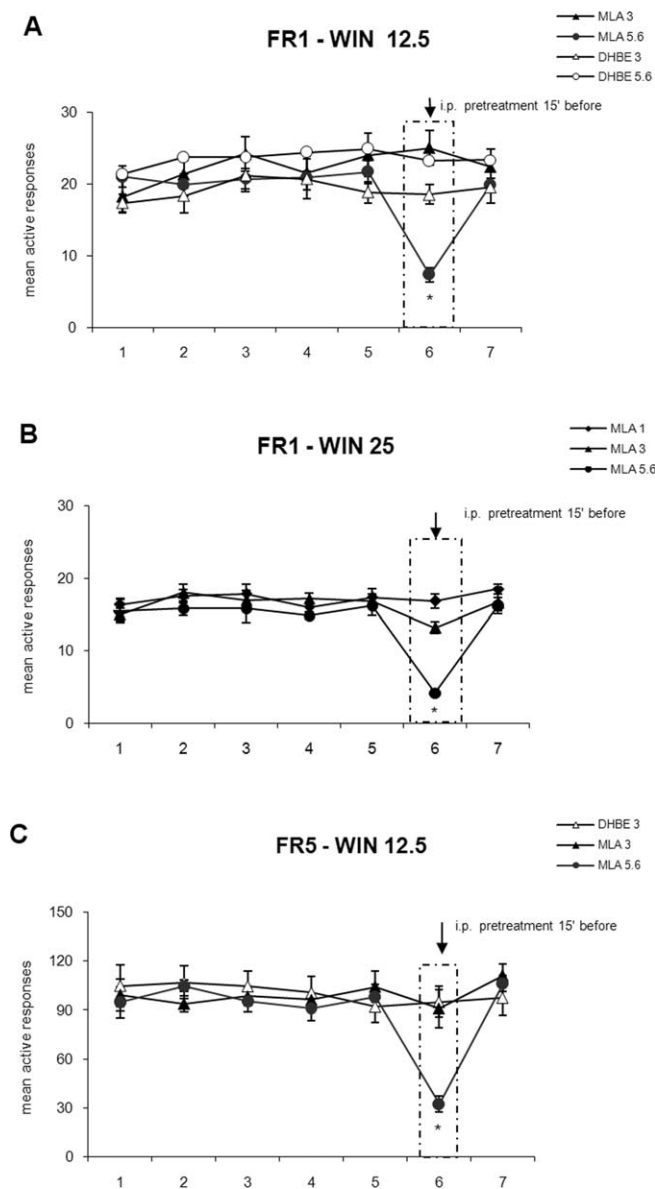 A
FR1 - WIN 12.5
MLA 3
MLA 5.6
DHBE 3
DHBE 5.6
i.p. pretreatment 15' before
mean active responses
30
20
10
0
*
1 2 3 4 5 6 7
B
FR1 - WIN 25
MLA 1
MLA 3
MLA 5.6
i.p. pretreatment 15' before
mean active responses
30
20
10
0
*
1 2 3 4 5 6 7
C
FR5 - WIN 12.5
DHBE 3
MLA 3
MLA 5.6
i.p. pretreatment 15' before
mean active responses
150
120
90
60
30
0
*
1 2 3 4 5 6 7